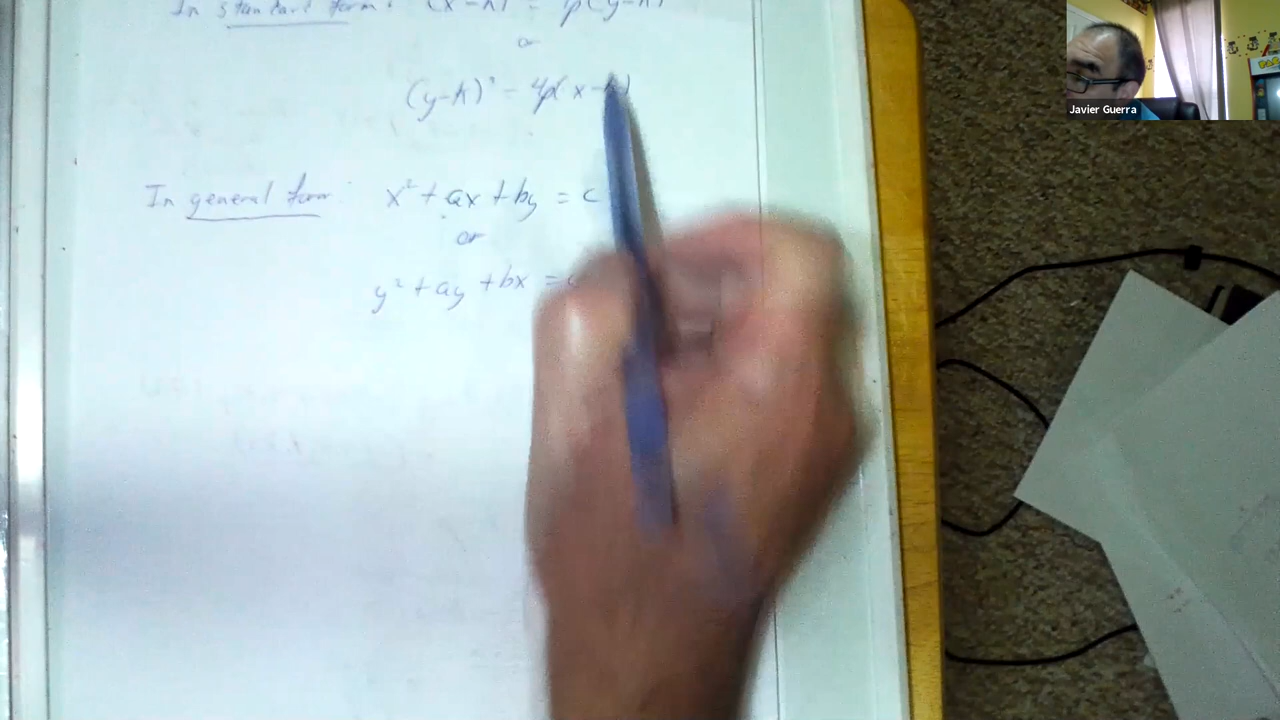 In standard form:
or
(y-k)² = 4p(x-h)
In general form: x² + ax + by = c
or
y² + ay + bx =
Javier Guerra